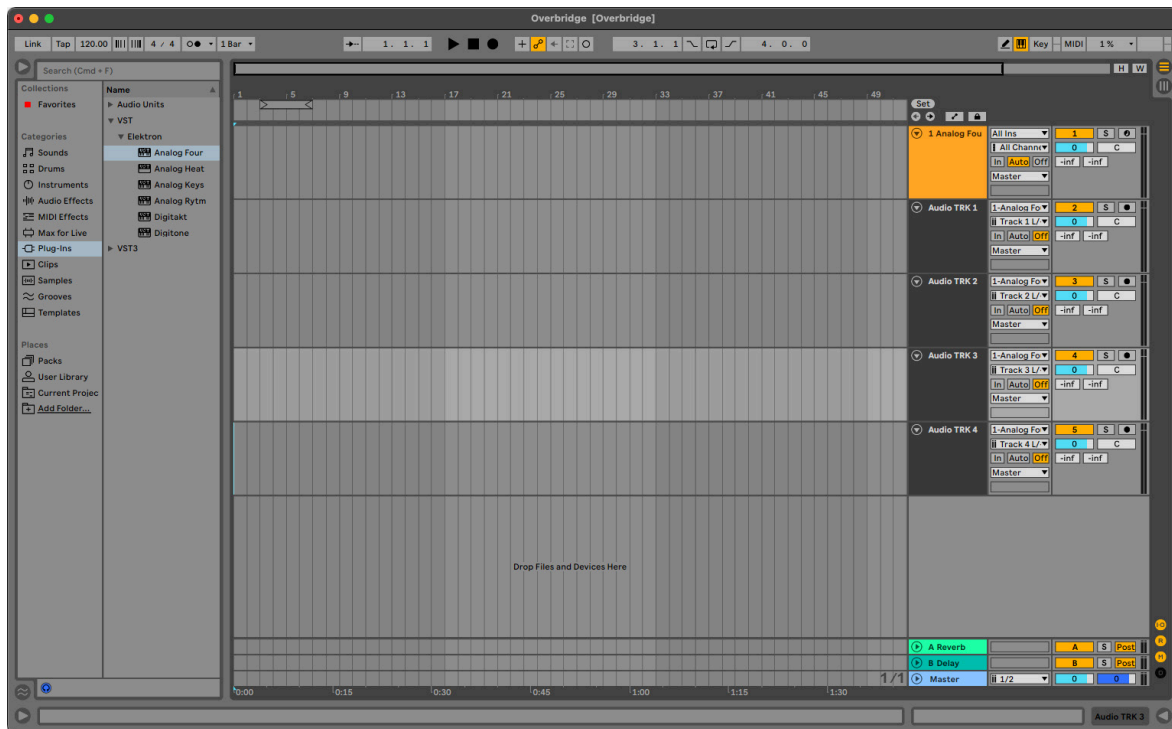 Overbridge [Overbridge]
Link Tap 120.00 4 / 4 1 Bar 1. 1. 1 3. 1. 1 4. 0. 0 Key MIDI 1 %
Search (Cmd + F)
H W
Collections
Favorites
Categories
Sounds
Drums
Instruments
Audio Effects
MIDI Effects
Max for Live
Plug-Ins
Clips
Samples
Grooves
Templates
Places
Packs
User Library
Current Projec
Add Folder...
Name
Audio Units
VST
Elektron
Analog Four
Analog Heat
Analog Keys
Analog Rytm
Digitakt
Digitone
VST3
1 5 9 13 17 21 25 29 33 37 41 45 49
Set
1 Analog Fou All Ins 1 S
All Channe 0 C
In Auto Off -inf -inf
Master
Audio TRK 1 1-Analog Fo 2 S
Track 1 L/ 0 C
In Auto Off -inf -inf
Master
Audio TRK 2 1-Analog Fo 3 S
Track 2 L/ 0 C
In Auto Off -inf -inf
Master
Audio TRK 3 1-Analog Fo 4 S
Track 3 L/ 0 C
In Auto Off -inf -inf
Master
Audio TRK 4 1-Analog Fo 5 S
Track 4 L/ 0 C
In Auto Off -inf -inf
Master
Drop Files and Devices Here
A Reverb A S Post
B Delay B S Post
1/1 Master 1/2 0 0
0:00 0:15 0:30 0:45 1:00 1:15 1:30
I·O
R
M
D
Audio TRK 3